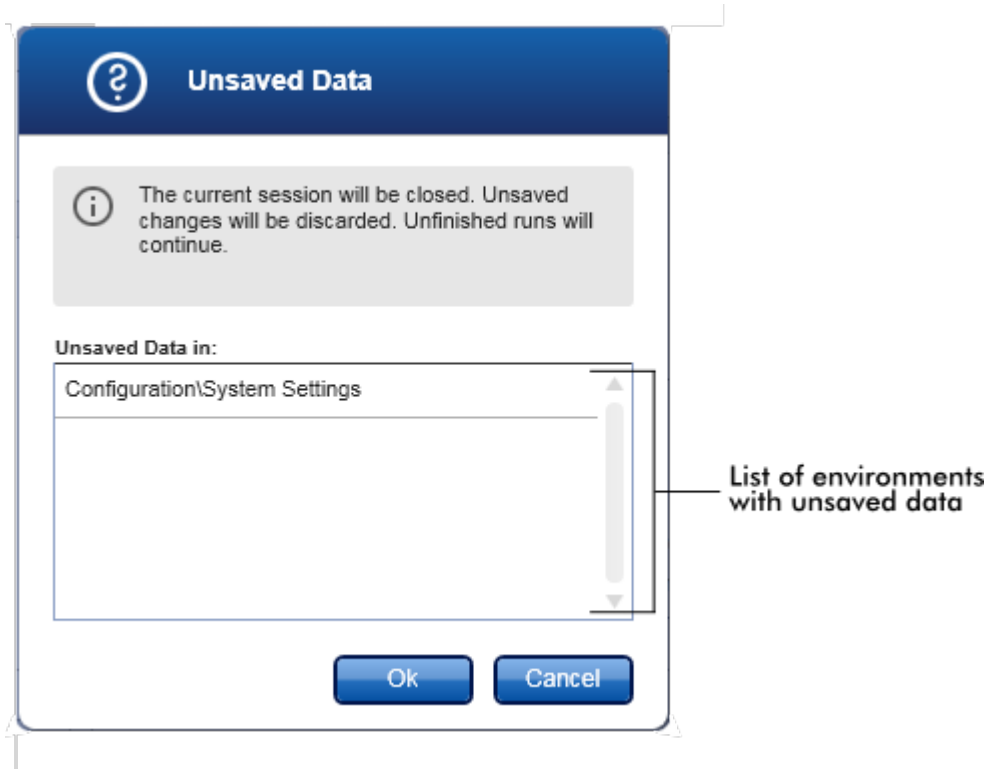 Unsaved Data
The current session will be closed. Unsaved
changes will be discarded. Unfinished runs will
continue.
Unsaved Data in:
Configuration\System Settings
List of environments
with unsaved data
Ok
Cancel